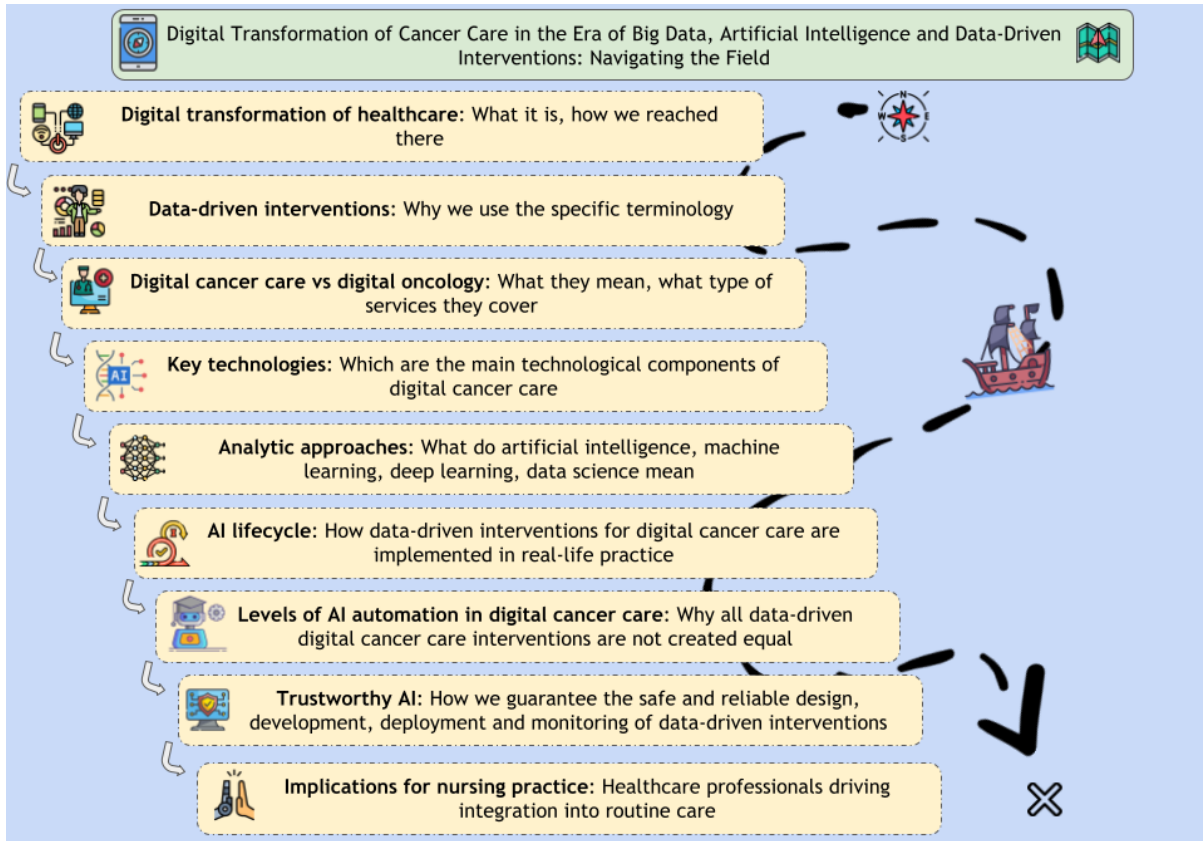 Digital Transformation of Cancer Care in the Era of Big Data, Artificial Intelligence and Data-Driven
Interventions: Navigating the Field
Digital transformation of healthcare: What it is, how we reached
there
N
W E
S
Data-driven interventions: Why we use the specific terminology
Digital cancer care vs digital oncology: What they mean, what type of
services they cover
AI
Key technologies: Which are the main technological components of
digital cancer care
Analytic approaches: What do artificial intelligence, machine
learning, deep learning, data science mean
AI lifecycle: How data-driven interventions for digital cancer care are
implemented in real-life practice
Levels of AI automation in digital cancer care: Why all data-driven
digital cancer care interventions are not created equal
Trustworthy AI: How we guarantee the safe and reliable design,
development, deployment and monitoring of data-driven interventions
Implications for nursing practice: Healthcare professionals driving
integration into routine care